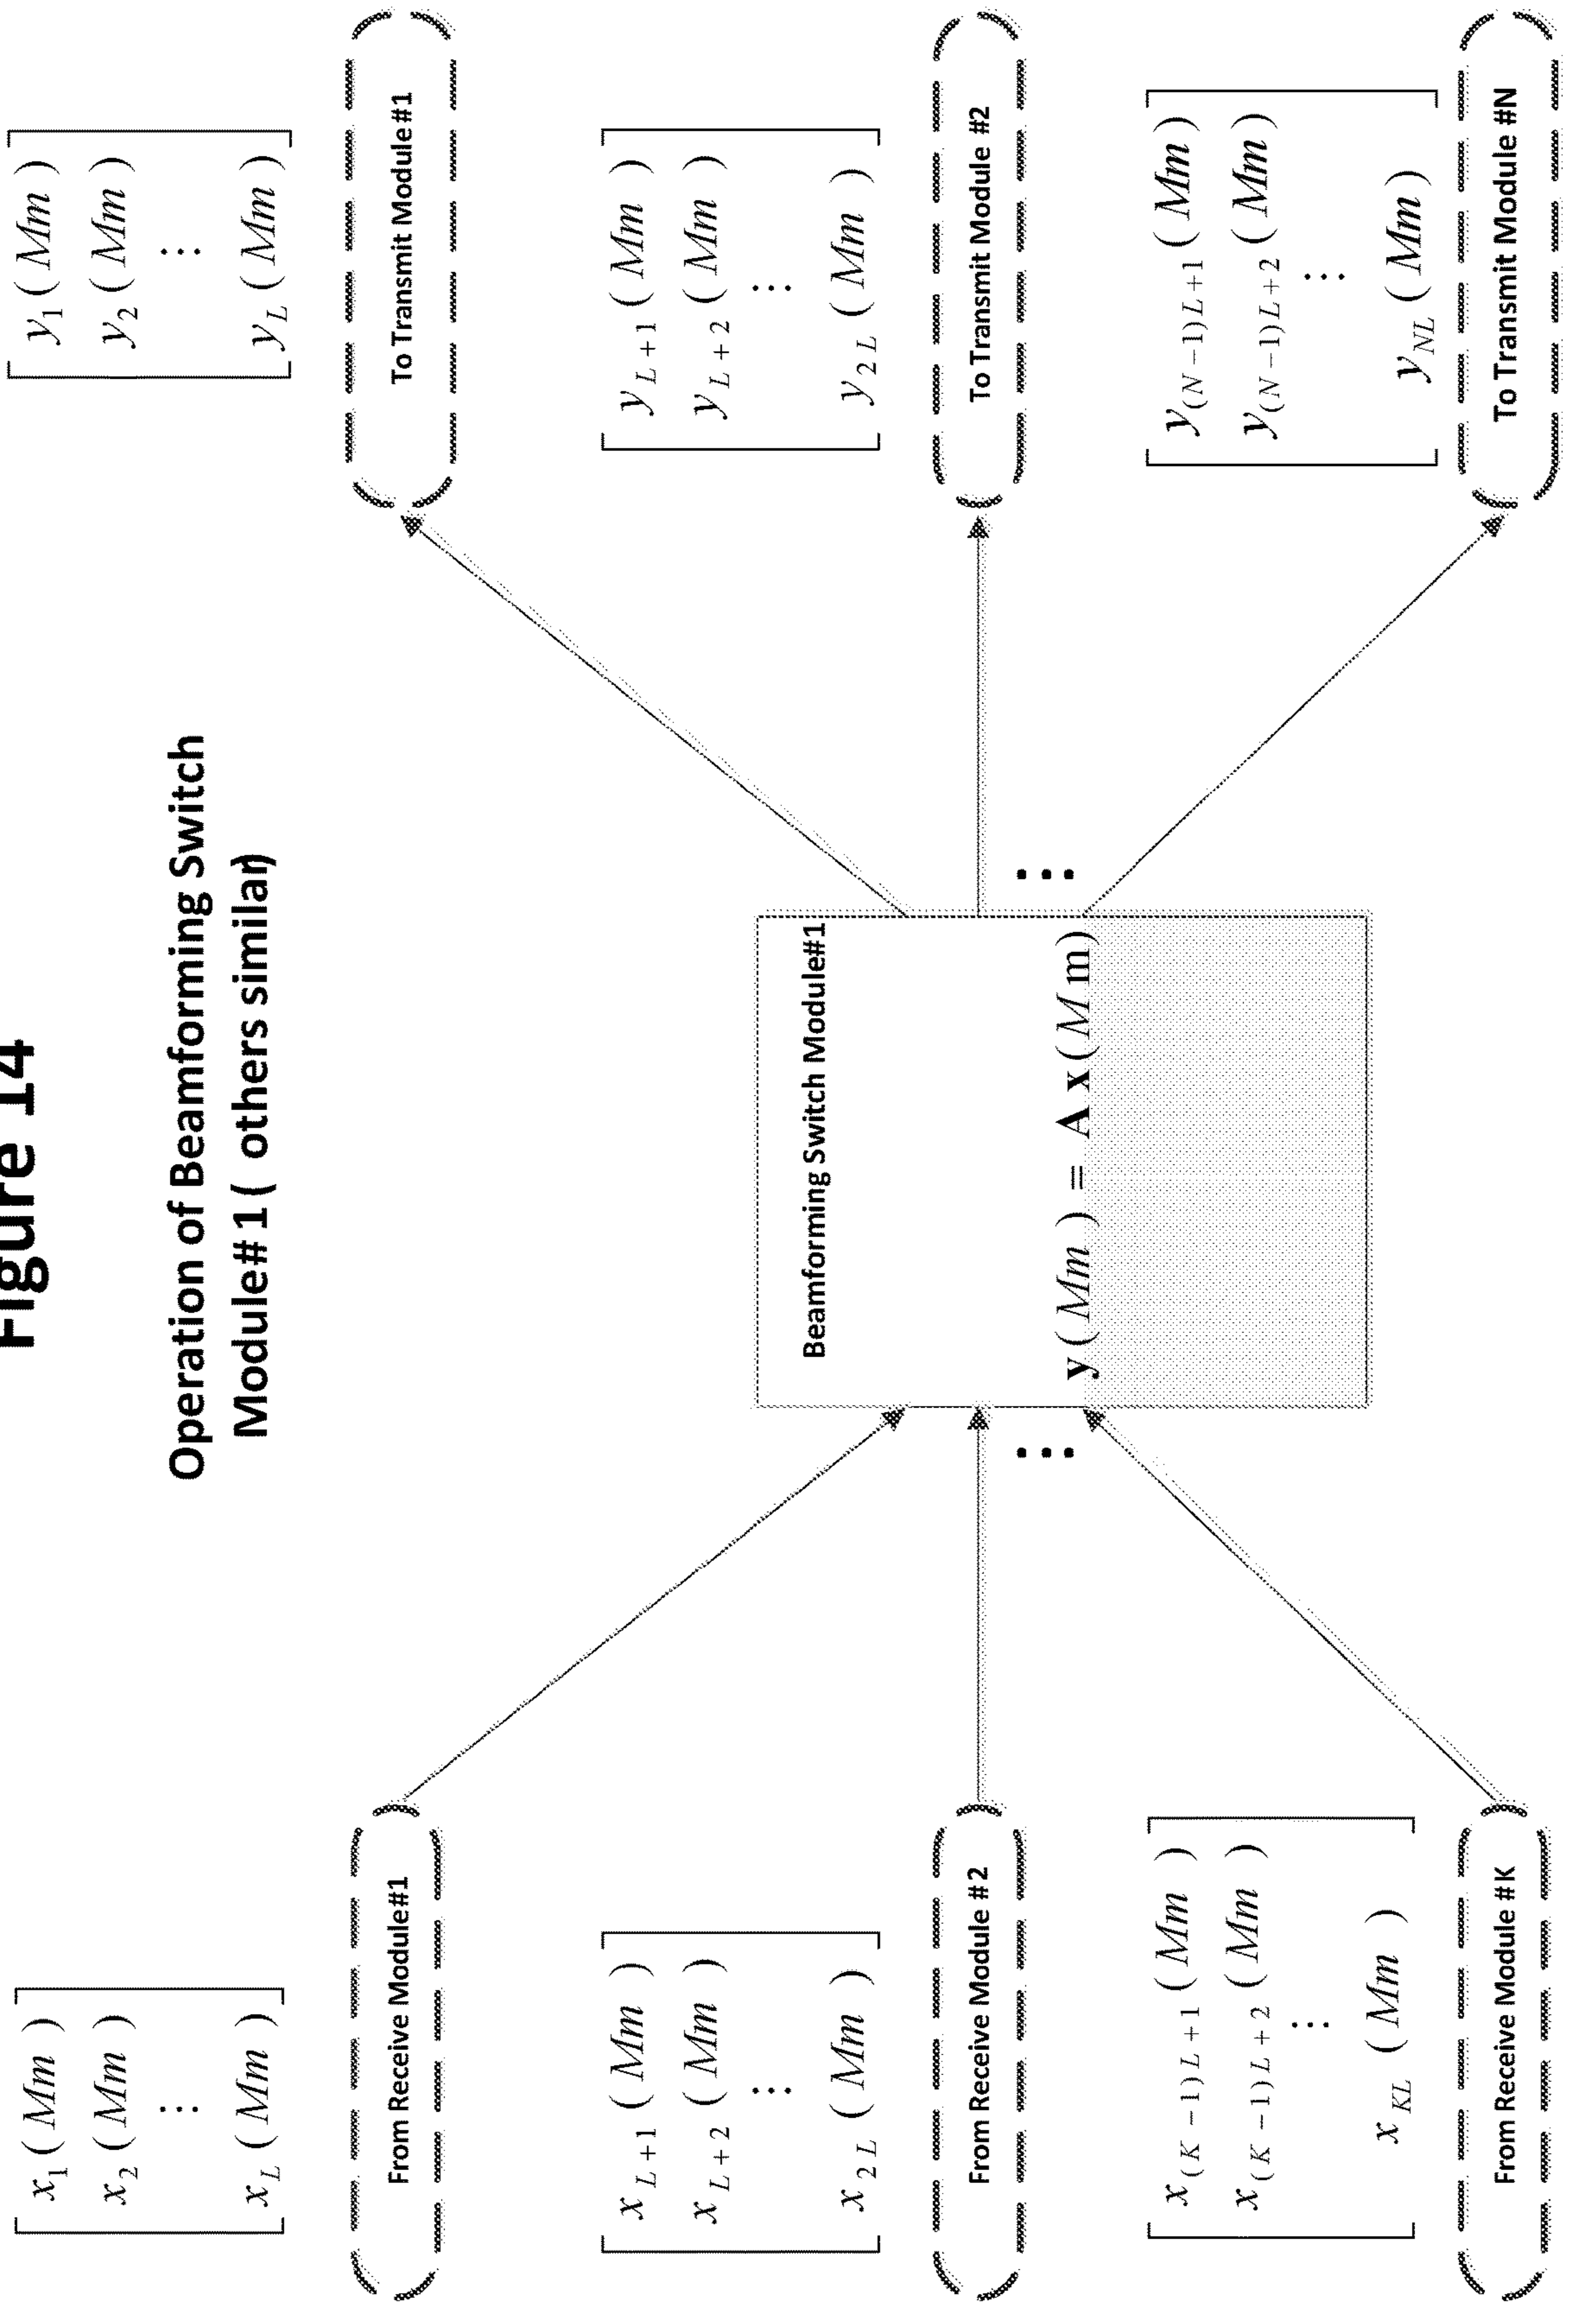 Figure 14
Operation of Beamforming Switch
Module#1 ( others similar)
x1 ( Mm )
x2 ( Mm )
⋮
xL ( Mm )
From Receive Module#1
xL+1 ( Mm )
xL+2 ( Mm )
⋮
x2L ( Mm )
From Receive Module #2
x(K-1)L+1 ( Mm )
x(K-1)L+2 ( Mm )
⋮
xKL ( Mm )
From Receive Module #K
⋮
Beamforming Switch Module#1
y( Mm ) = A x( M m)
⋮
y1 ( Mm )
y2 ( Mm )
⋮
yL ( Mm )
To Transmit Module#1
yL+1 ( Mm )
yL+2 ( Mm )
⋮
y2L ( Mm )
To Transmit Module #2
y(N-1)L+1 ( Mm )
y(N-1)L+2 ( Mm )
⋮
yNL ( Mm )
To Transmit Module #N